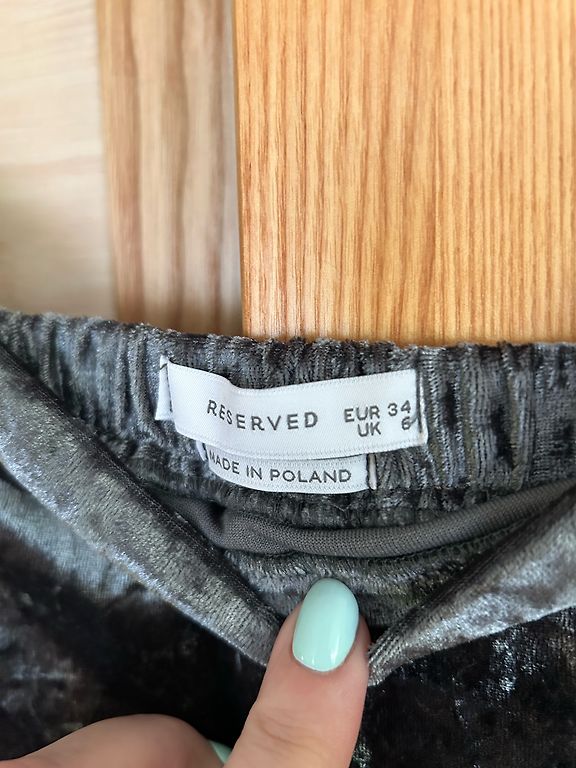 RESERVED EUR 34
UK 6
MADE IN POLAND